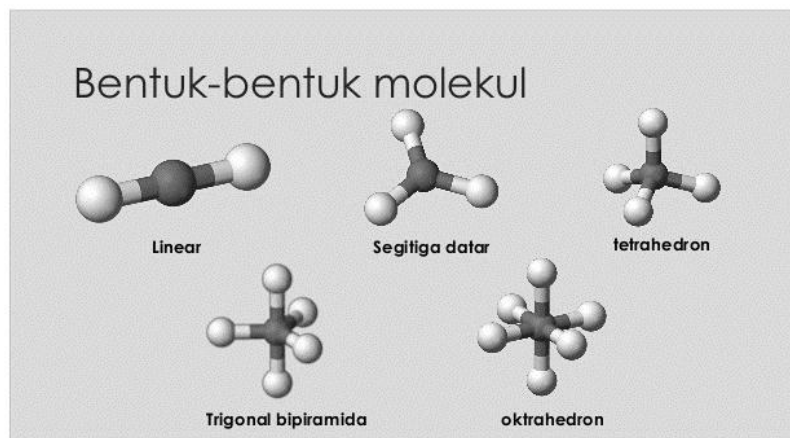 Bentuk-bentuk molekul
Linear
Segitiga datar
tetrahedron
Trigonal bipiramida
oktrahedron